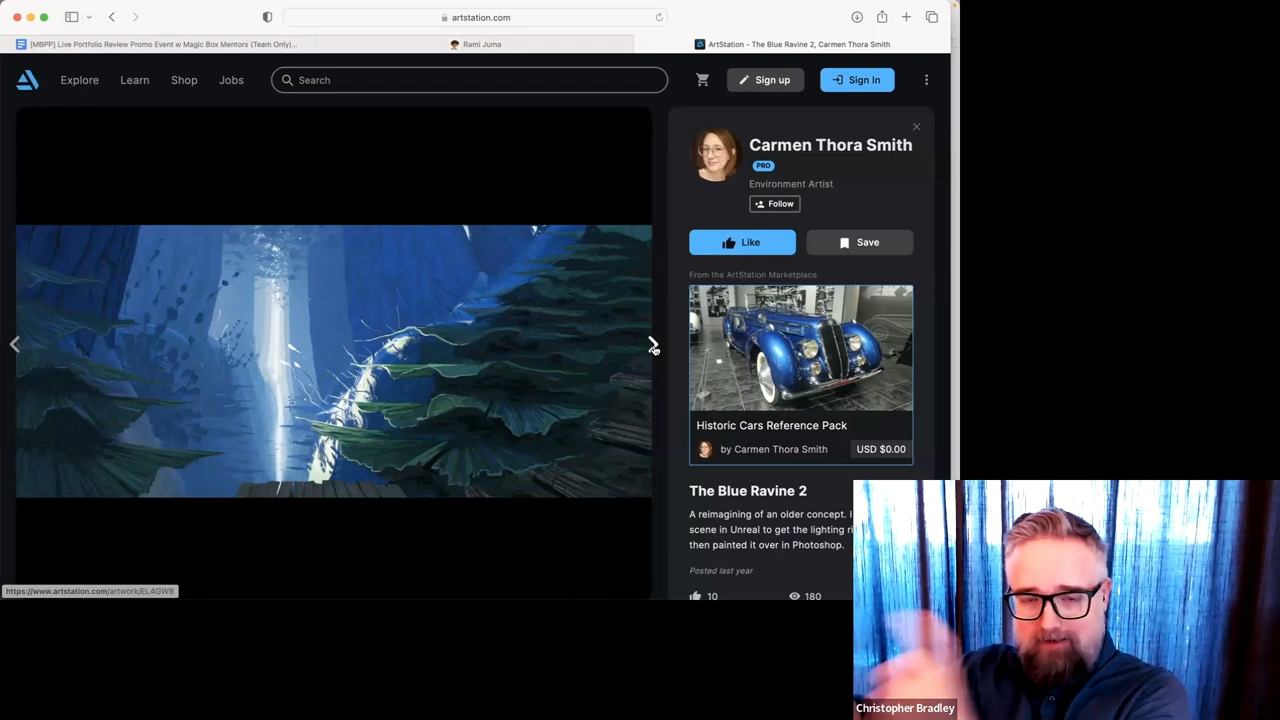 artstation.com
[MBPP] Live Portfolio Review Promo Event w Magic Box Mentors (Team Only)...
Rami Juma
ArtStation - The Blue Ravine 2, Carmen Thora Smith
Explore
Learn
Shop
Jobs
Search
Sign up
Sign In
Carmen Thora Smith
PRO
Environment Artist
Follow
Like
Save
From the ArtStation Marketplace
Historic Cars Reference Pack
by Carmen Thora Smith
USD $0.00
The Blue Ravine 2
A reimagining of an older concept. I
scene in Unreal to get the lighting ri
then painted it over in Photoshop.
Posted last year
10
180
https://www.artstation.com/artwork/EL4GW8
Christopher Bradley